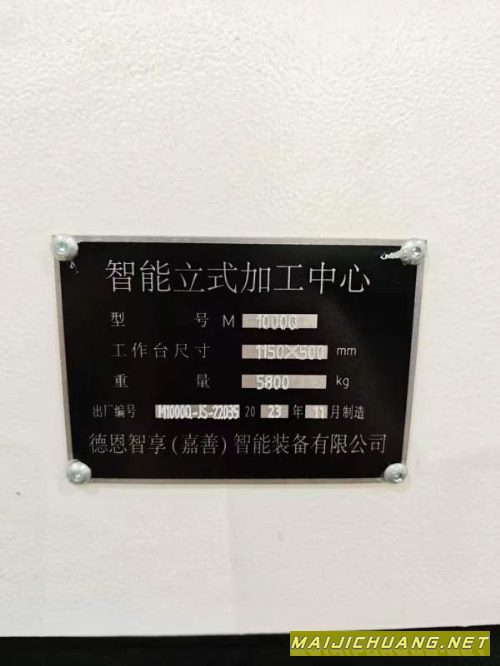 智能立式加工中心
型 号 M 1000Q
工作台尺寸 1150×500 mm
重 量 5800 kg
出厂编号 M1000Q-JS-22035 20 23 年 11 月制造
德恩智享(嘉善)智能装备有限公司
MAIJICHUANG.NET